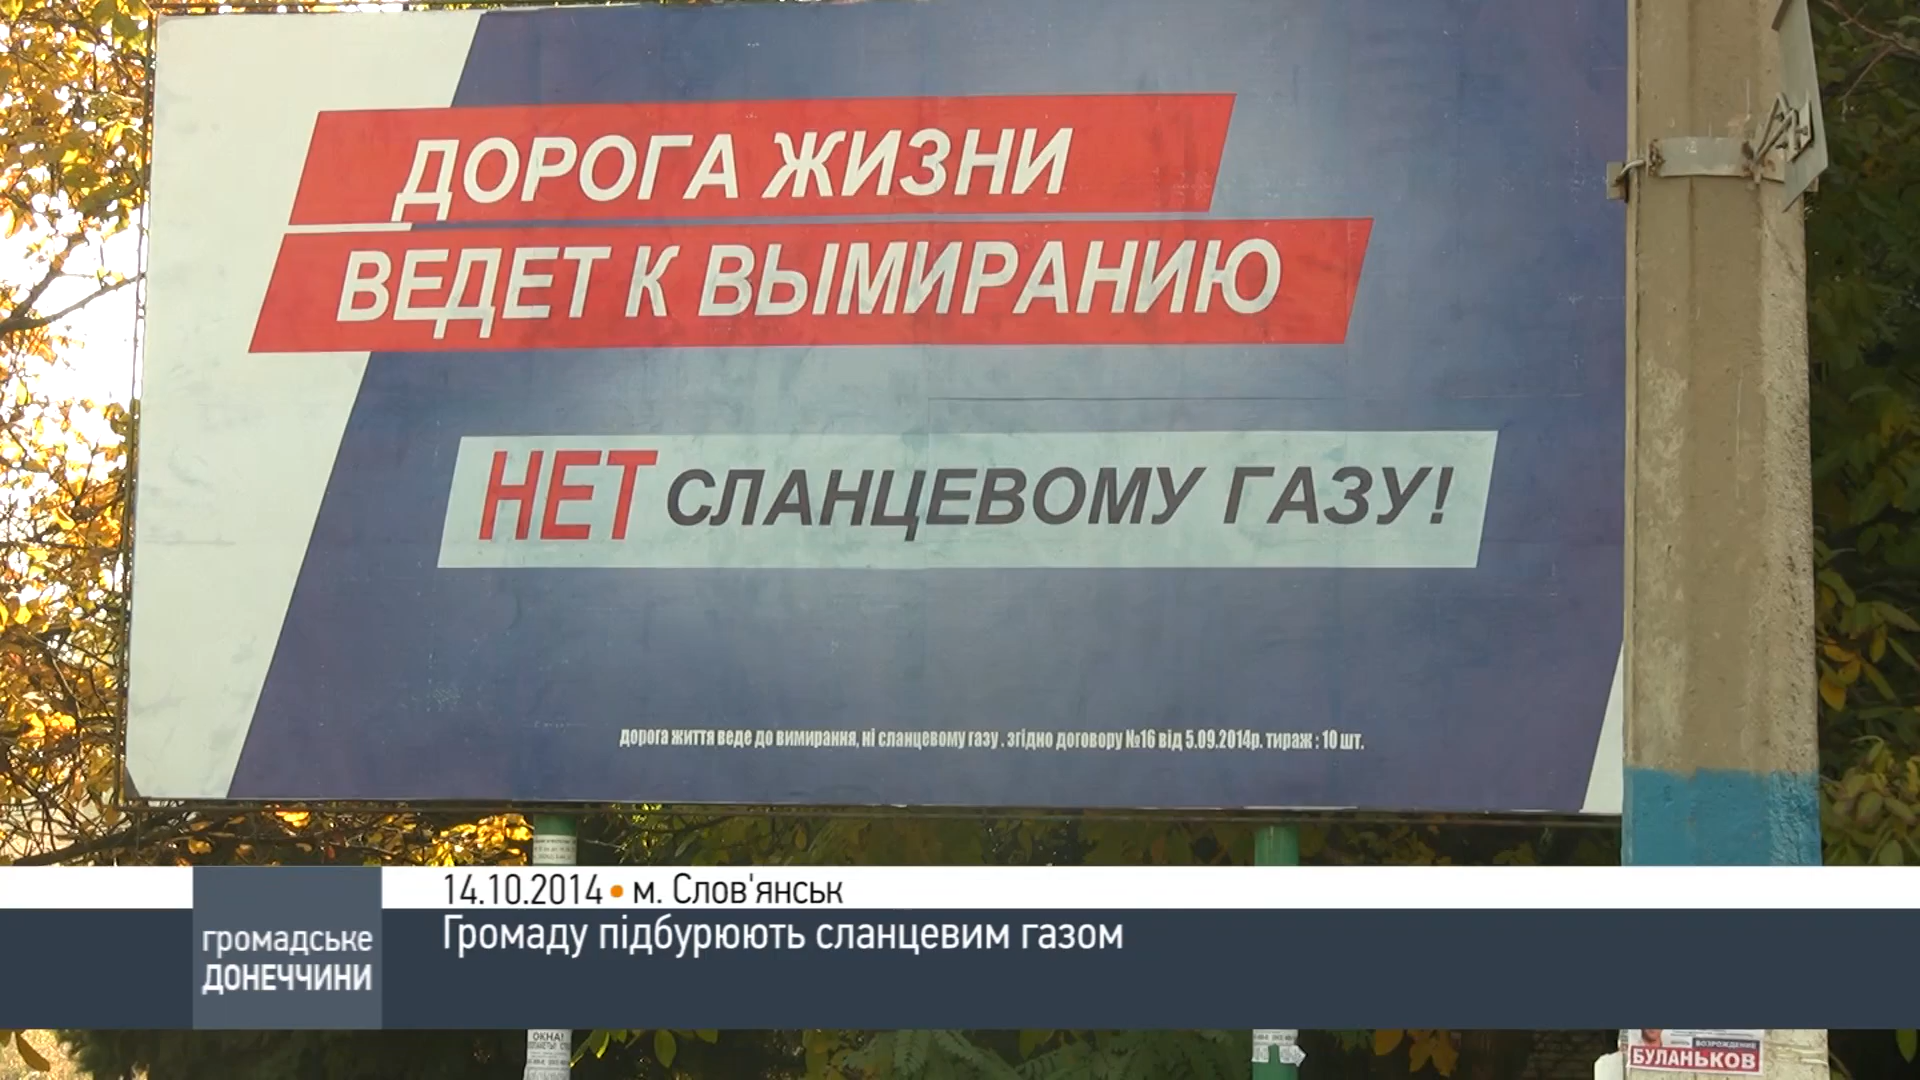 ДОРОГА ЖИЗНИ
ВЕДЕТ К ВЫМИРАНИЮ
НЕТ СЛАНЦЕВОМУ ГАЗУ!
дорога життя веде до вимирання, ні сланцевому газу . згідно договору №16 від 5.09.2014р. тираж : 10 шт.
14.10.2014 • м. Слов'янськ
Громаду підбурюють сланцевим газом
громадське
ДОНЕЧЧИНИ
ОКНА!
ВОЗРОЖДЕНИЕ
БУЛАНЬКОВ